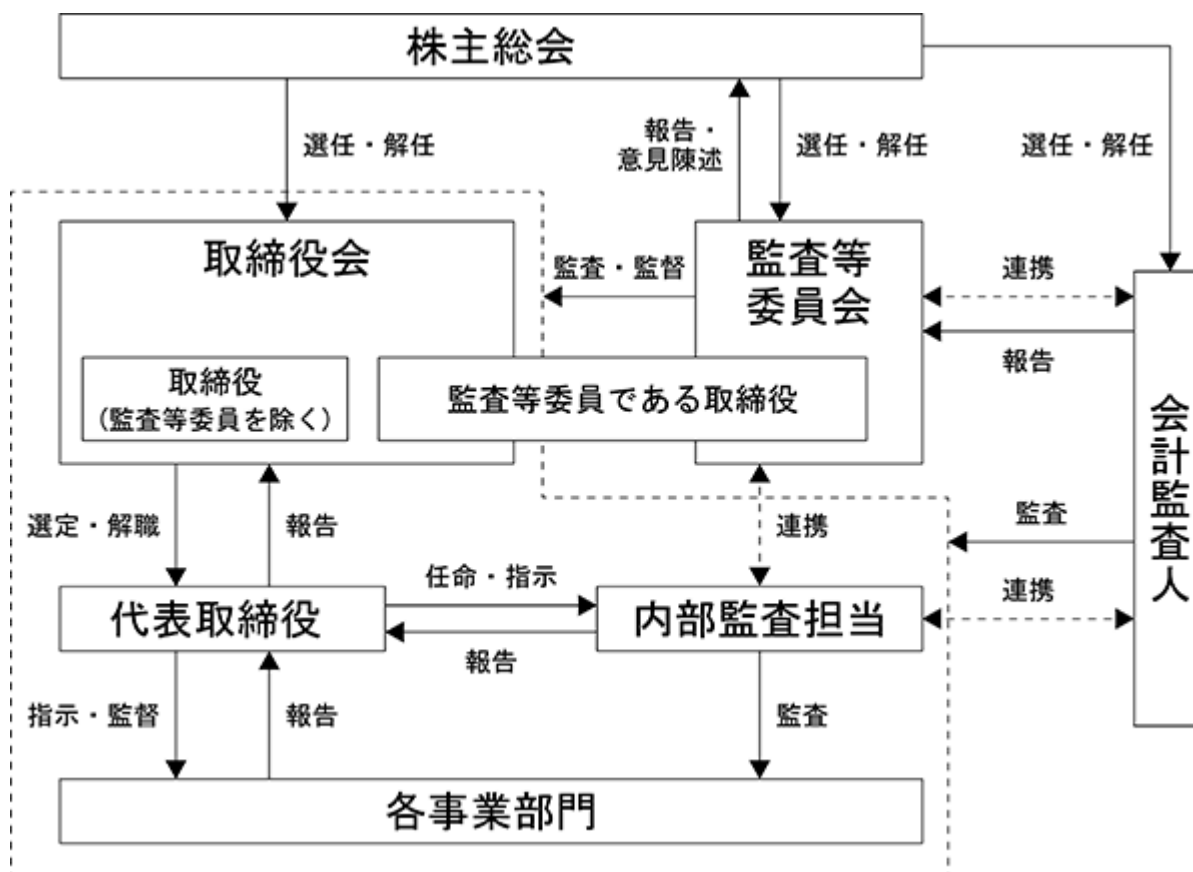 株主総会
選任・解任
報告・
意見陳述
選任・解任
選任・解任
取締役会
監査・監督
監査等
委員会
連携
報告
取締役
(監査等委員を除く)
監査等委員である取締役
会計監査人
選定・解職
報告
連携
監査
任命・指示
連携
代表取締役
内部監査担当
報告
指示・監督
報告
監査
各事業部門